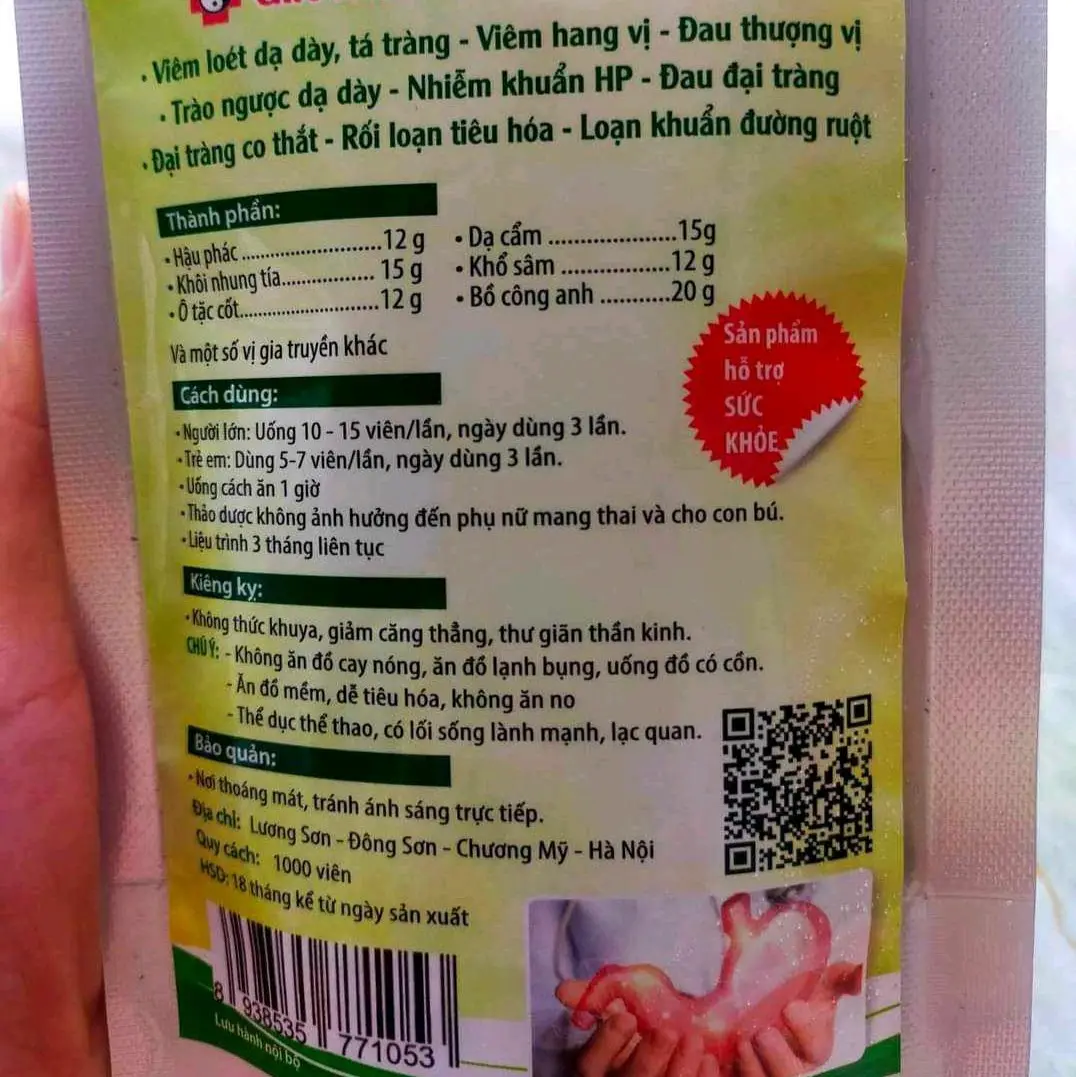 · Viêm loét dạ dày, tá tràng - Viêm hang vị - Đau thượng vị
· Trào ngược dạ dày - Nhiễm khuẩn HP - Đau đại tràng
· Đại tràng co thắt - Rối loạn tiêu hóa - Loạn khuẩn đường ruột
Thành phần:
• Hậu phác..........................12 g
• Khôi nhung tía................ 15 g
• Ô tặc cốt..........................12 g
• Dạ cẩm ......................15g
• Khổ sâm ...................12 g
• Bồ công anh ............20 g
Và một số vị gia truyền khác
Sản phẩm
hỗ trợ
SỨC
KHỎE
Cách dùng:
• Người lớn: Uống 10 - 15 viên/lần, ngày dùng 3 lần.
• Trẻ em: Dùng 5-7 viên/lần, ngày dùng 3 lần.
• Uống cách ăn 1 giờ
• Thảo dược không ảnh hưởng đến phụ nữ mang thai và cho con bú.
• Liệu trình 3 tháng liên tục
Kiêng kỵ:
• Không thức khuya, giảm căng thẳng, thư giãn thần kinh.
CHÚ Ý: - Không ăn đồ cay nóng, ăn đồ lạnh bụng, uống đồ có cồn.
- Ăn đồ mềm, dễ tiêu hóa, không ăn no
- Thể dục thể thao, có lối sống lành mạnh, lạc quan.
Bảo quản:
• Nơi thoáng mát, tránh ánh sáng trực tiếp.
Địa chỉ: Lương Sơn - Đông Sơn - Chương Mỹ - Hà Nội
Quy cách: 1000 viên
HSD: 18 tháng kể từ ngày sản xuất
8 938535 771053
Lưu hành nội bộ